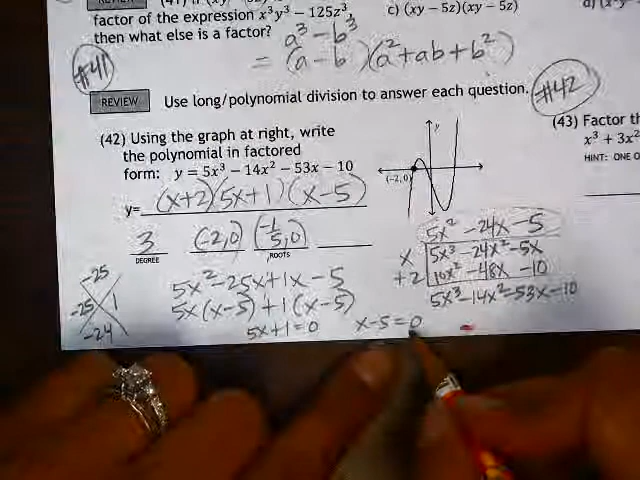 REVIEW
factor of the expression x³y³ − 125z³,
then what else is a factor?
c) (xy − 5z)(xy − 5z)
a³ − b³
= (a − b)(a² + ab + b²)
#41
REVIEW
Use long/polynomial division to answer each question.
#42
(42) Using the graph at right, write
the polynomial in factored
form: y = 5x³ − 14x² − 53x − 10
y= (x+2)(5x+1)(x−5)
3 (−2,0) (−1/5,0)
DEGREE ROOTS
y
(-2,0)
(43) Factor th
x³ + 3x²
HINT: ONE O
5x² − 24x − 5
x 5x³ −24x² −5x
+2 10x² −48x −10
5x³−14x²−53x−10
−25
−25 1
−24
5x²−25x+1x−5
5x(x−5)+1(x−5)
5x+1=0 x−5=0